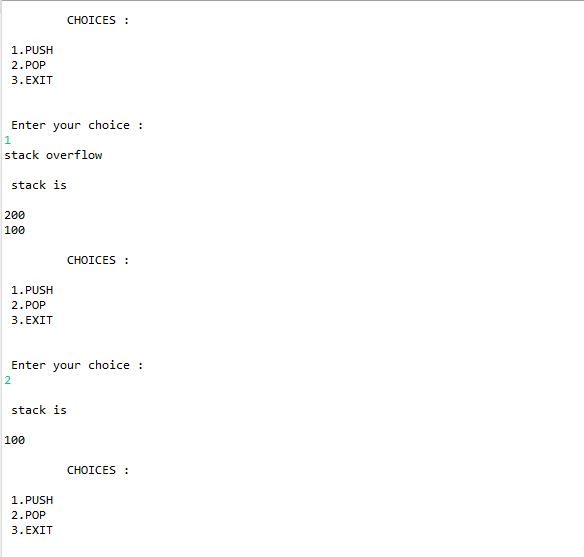 CHOICES :
1.PUSH
2.POP
3.EXIT
Enter your choice :
1
stack overflow
stack is
200
100
CHOICES :
1.PUSH
2.POP
3.EXIT
Enter your choice :
2
stack is
100
CHOICES :
1.PUSH
2.POP
3.EXIT